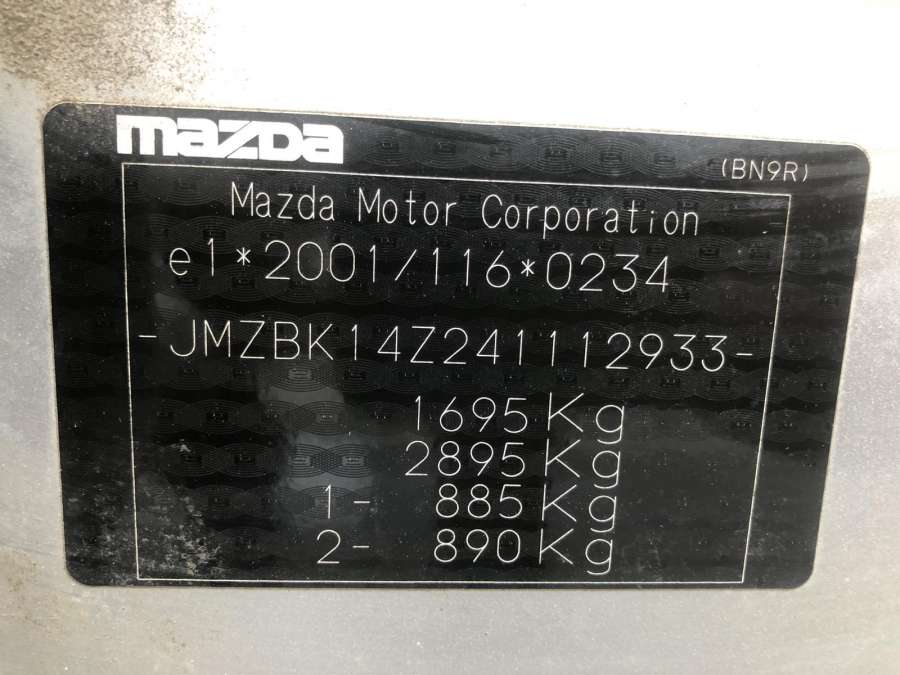 mazda
(BN9R)
Mazda Motor Corporation
e1*2001/116*0234
-JMZBK14Z241112933-
1695 Kg
2895 Kg
1- 885 Kg
2- 890 Kg